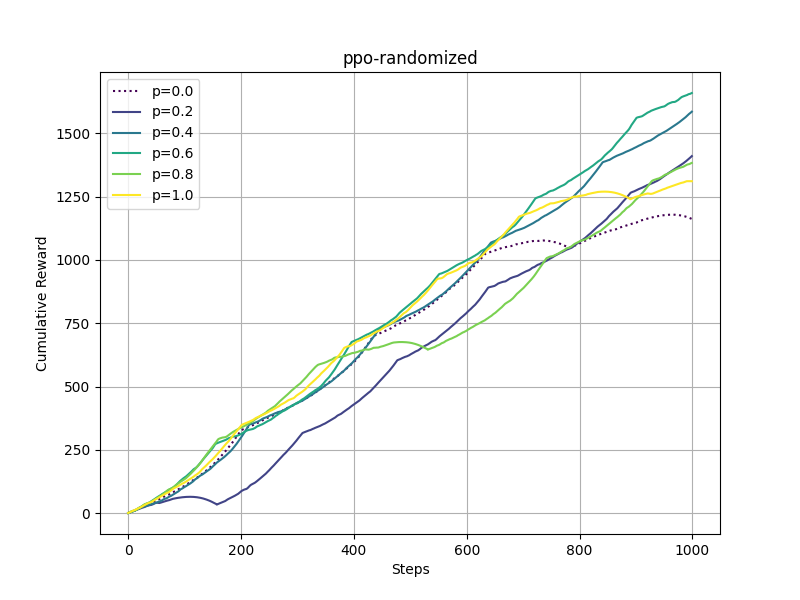 ppo-randomized
p=0.0
p=0.2
p=0.4
p=0.6
p=0.8
p=1.0
1500
1250
1000
750
500
250
0
Cumulative Reward
0 200 400 600 800 1000
Steps